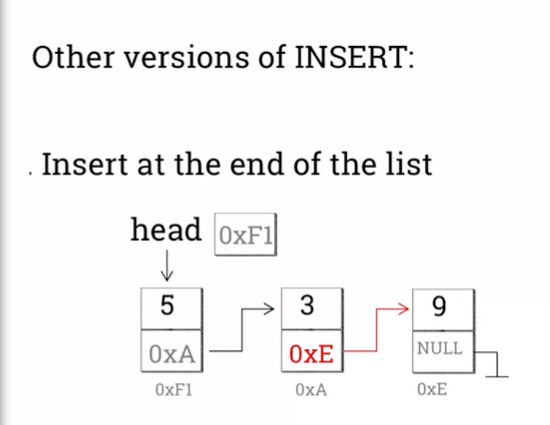 Other versions of INSERT:
. Insert at the end of the list
head 0xF1
5 3 9
0xA 0xE NULL
0xF1 0xA 0xE